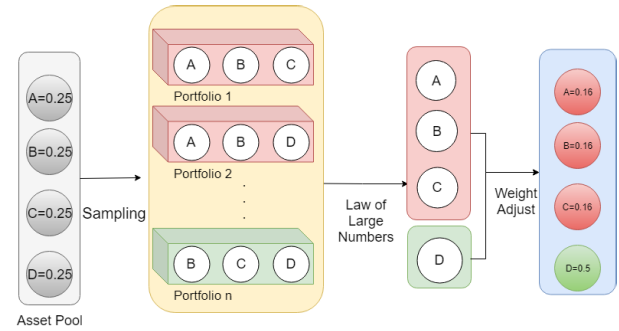 A=0.25
B=0.25
C=0.25
D=0.25
Asset Pool
Sampling
A B C
Portfolio 1
A B D
Portfolio 2
.
.
.
B C D
Portfolio n
Law of
Large
Numbers
A
B
C
D
Weight
Adjust
A=0.16
B=0.16
C=0.16
D=0.5